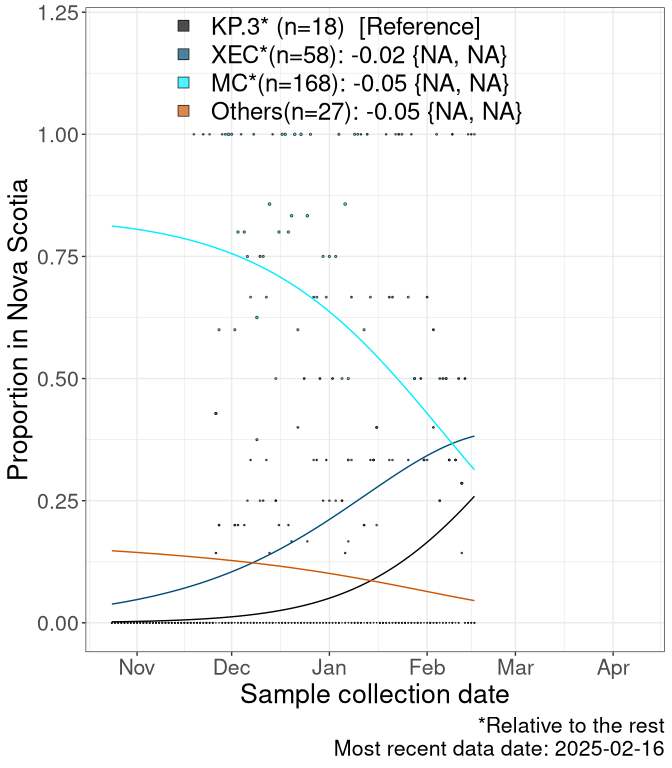 KP.3* (n=18)  [Reference]
XEC*(n=58): -0.02 {NA, NA}
MC*(n=168): -0.05 {NA, NA}
Others(n=27): -0.05 {NA, NA}
Proportion in Nova Scotia
1.25
1.00
0.75
0.50
0.25
0.00
Nov Dec Jan Feb Mar Apr
Sample collection date
*Relative to the rest
Most recent data date: 2025-02-16